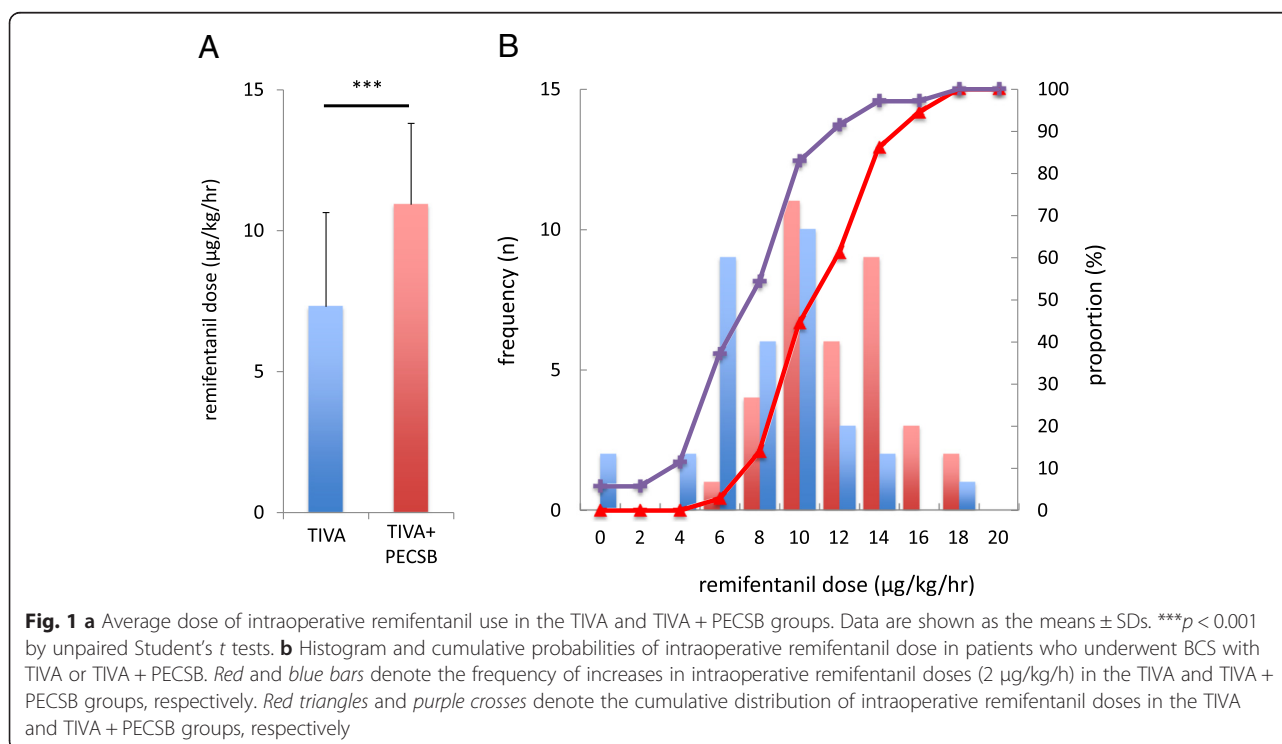 A
15
10
5
0
remifentanil dose (µg/kg/hr)
***
TIVA
TIVA+
PECSB
B
15
10
5
0
frequency (n)
100
90
80
70
60
50
40
30
20
10
0
proportion (%)
0 2 4 6 8 10 12 14 16 18 20
remifentanil dose (µg/kg/hr)
Fig. 1 a Average dose of intraoperative remifentanil use in the TIVA and TIVA + PECSB groups. Data are shown as the means ± SDs. ***p < 0.001
by unpaired Student's t tests. b Histogram and cumulative probabilities of intraoperative remifentanil dose in patients who underwent BCS with
TIVA or TIVA + PECSB. Red and blue bars denote the frequency of increases in intraoperative remifentanil doses (2 µg/kg/h) in the TIVA and TIVA +
PECSB groups, respectively. Red triangles and purple crosses denote the cumulative distribution of intraoperative remifentanil doses in the TIVA
and TIVA + PECSB groups, respectively